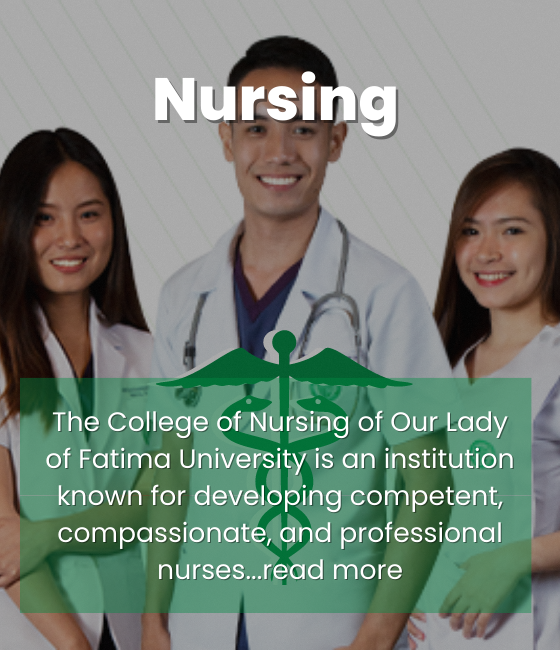 Nursing
The College of Nursing of Our Lady
of Fatima University is an institution
known for developing competent,
compassionate, and professional
nurses...read more